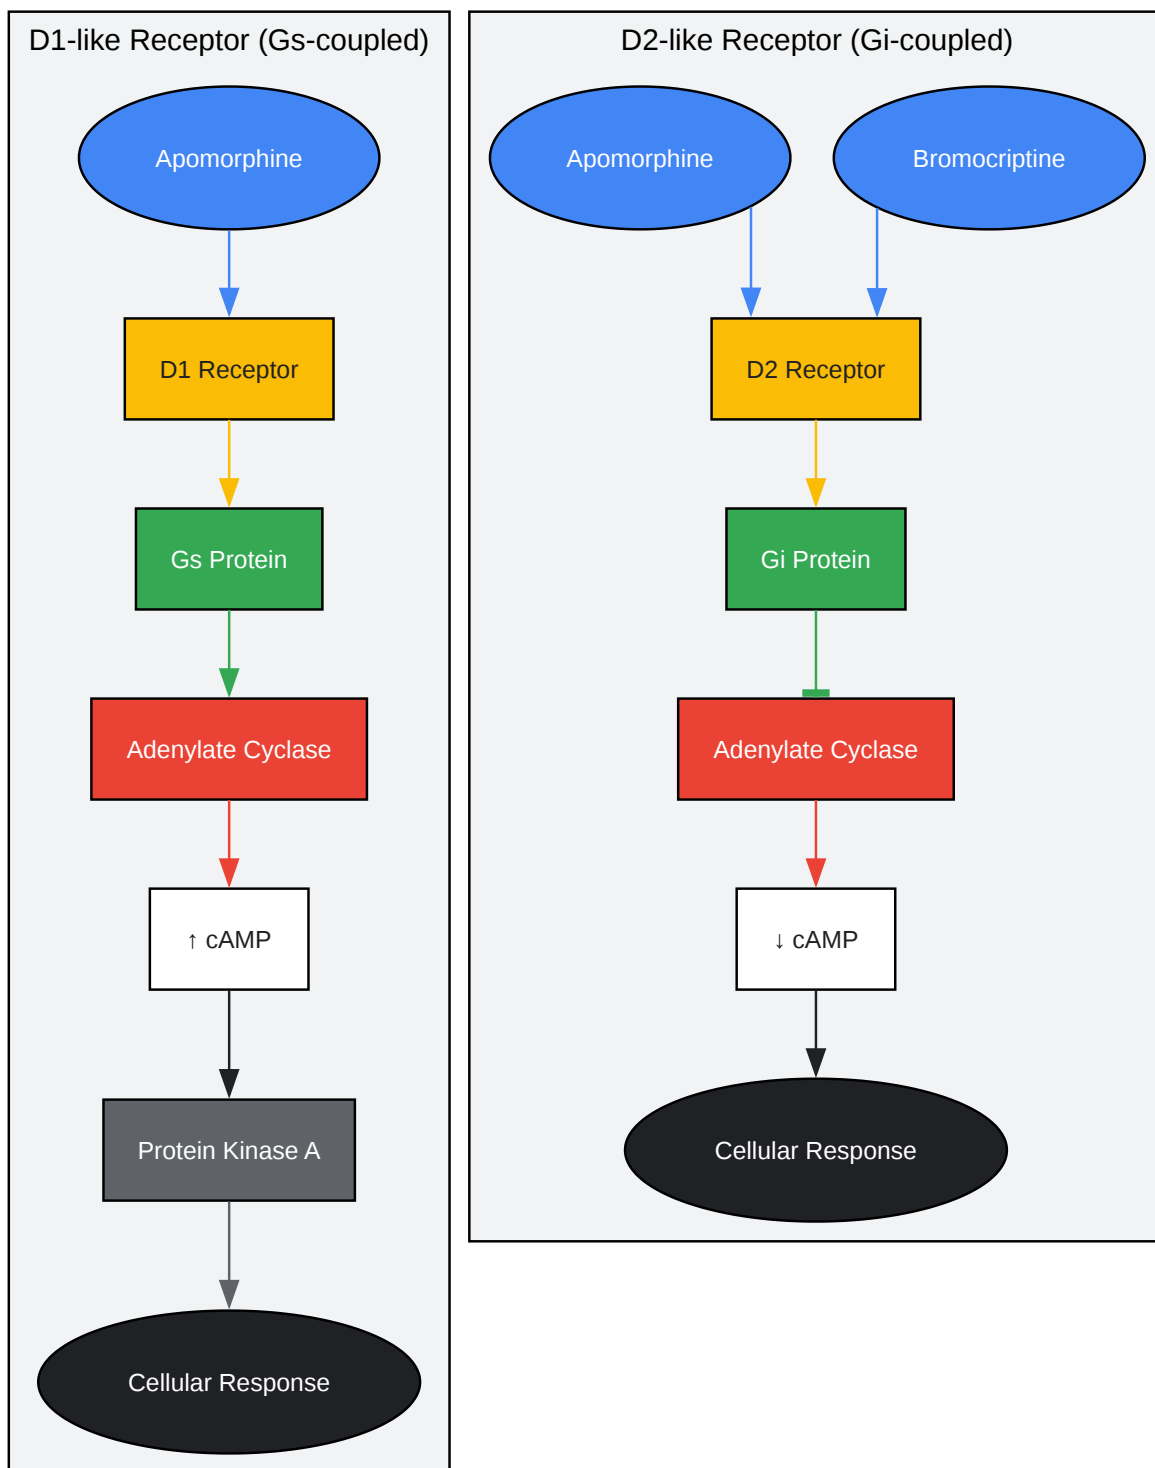 D1-like Receptor (Gs-coupled)
Apomorphine
D1 Receptor
Gs Protein
Adenylate Cyclase
↑ cAMP
Protein Kinase A
Cellular Response
D2-like Receptor (Gi-coupled)
Apomorphine
Bromocriptine
D2 Receptor
Gi Protein
Adenylate Cyclase
↓ cAMP
Cellular Response